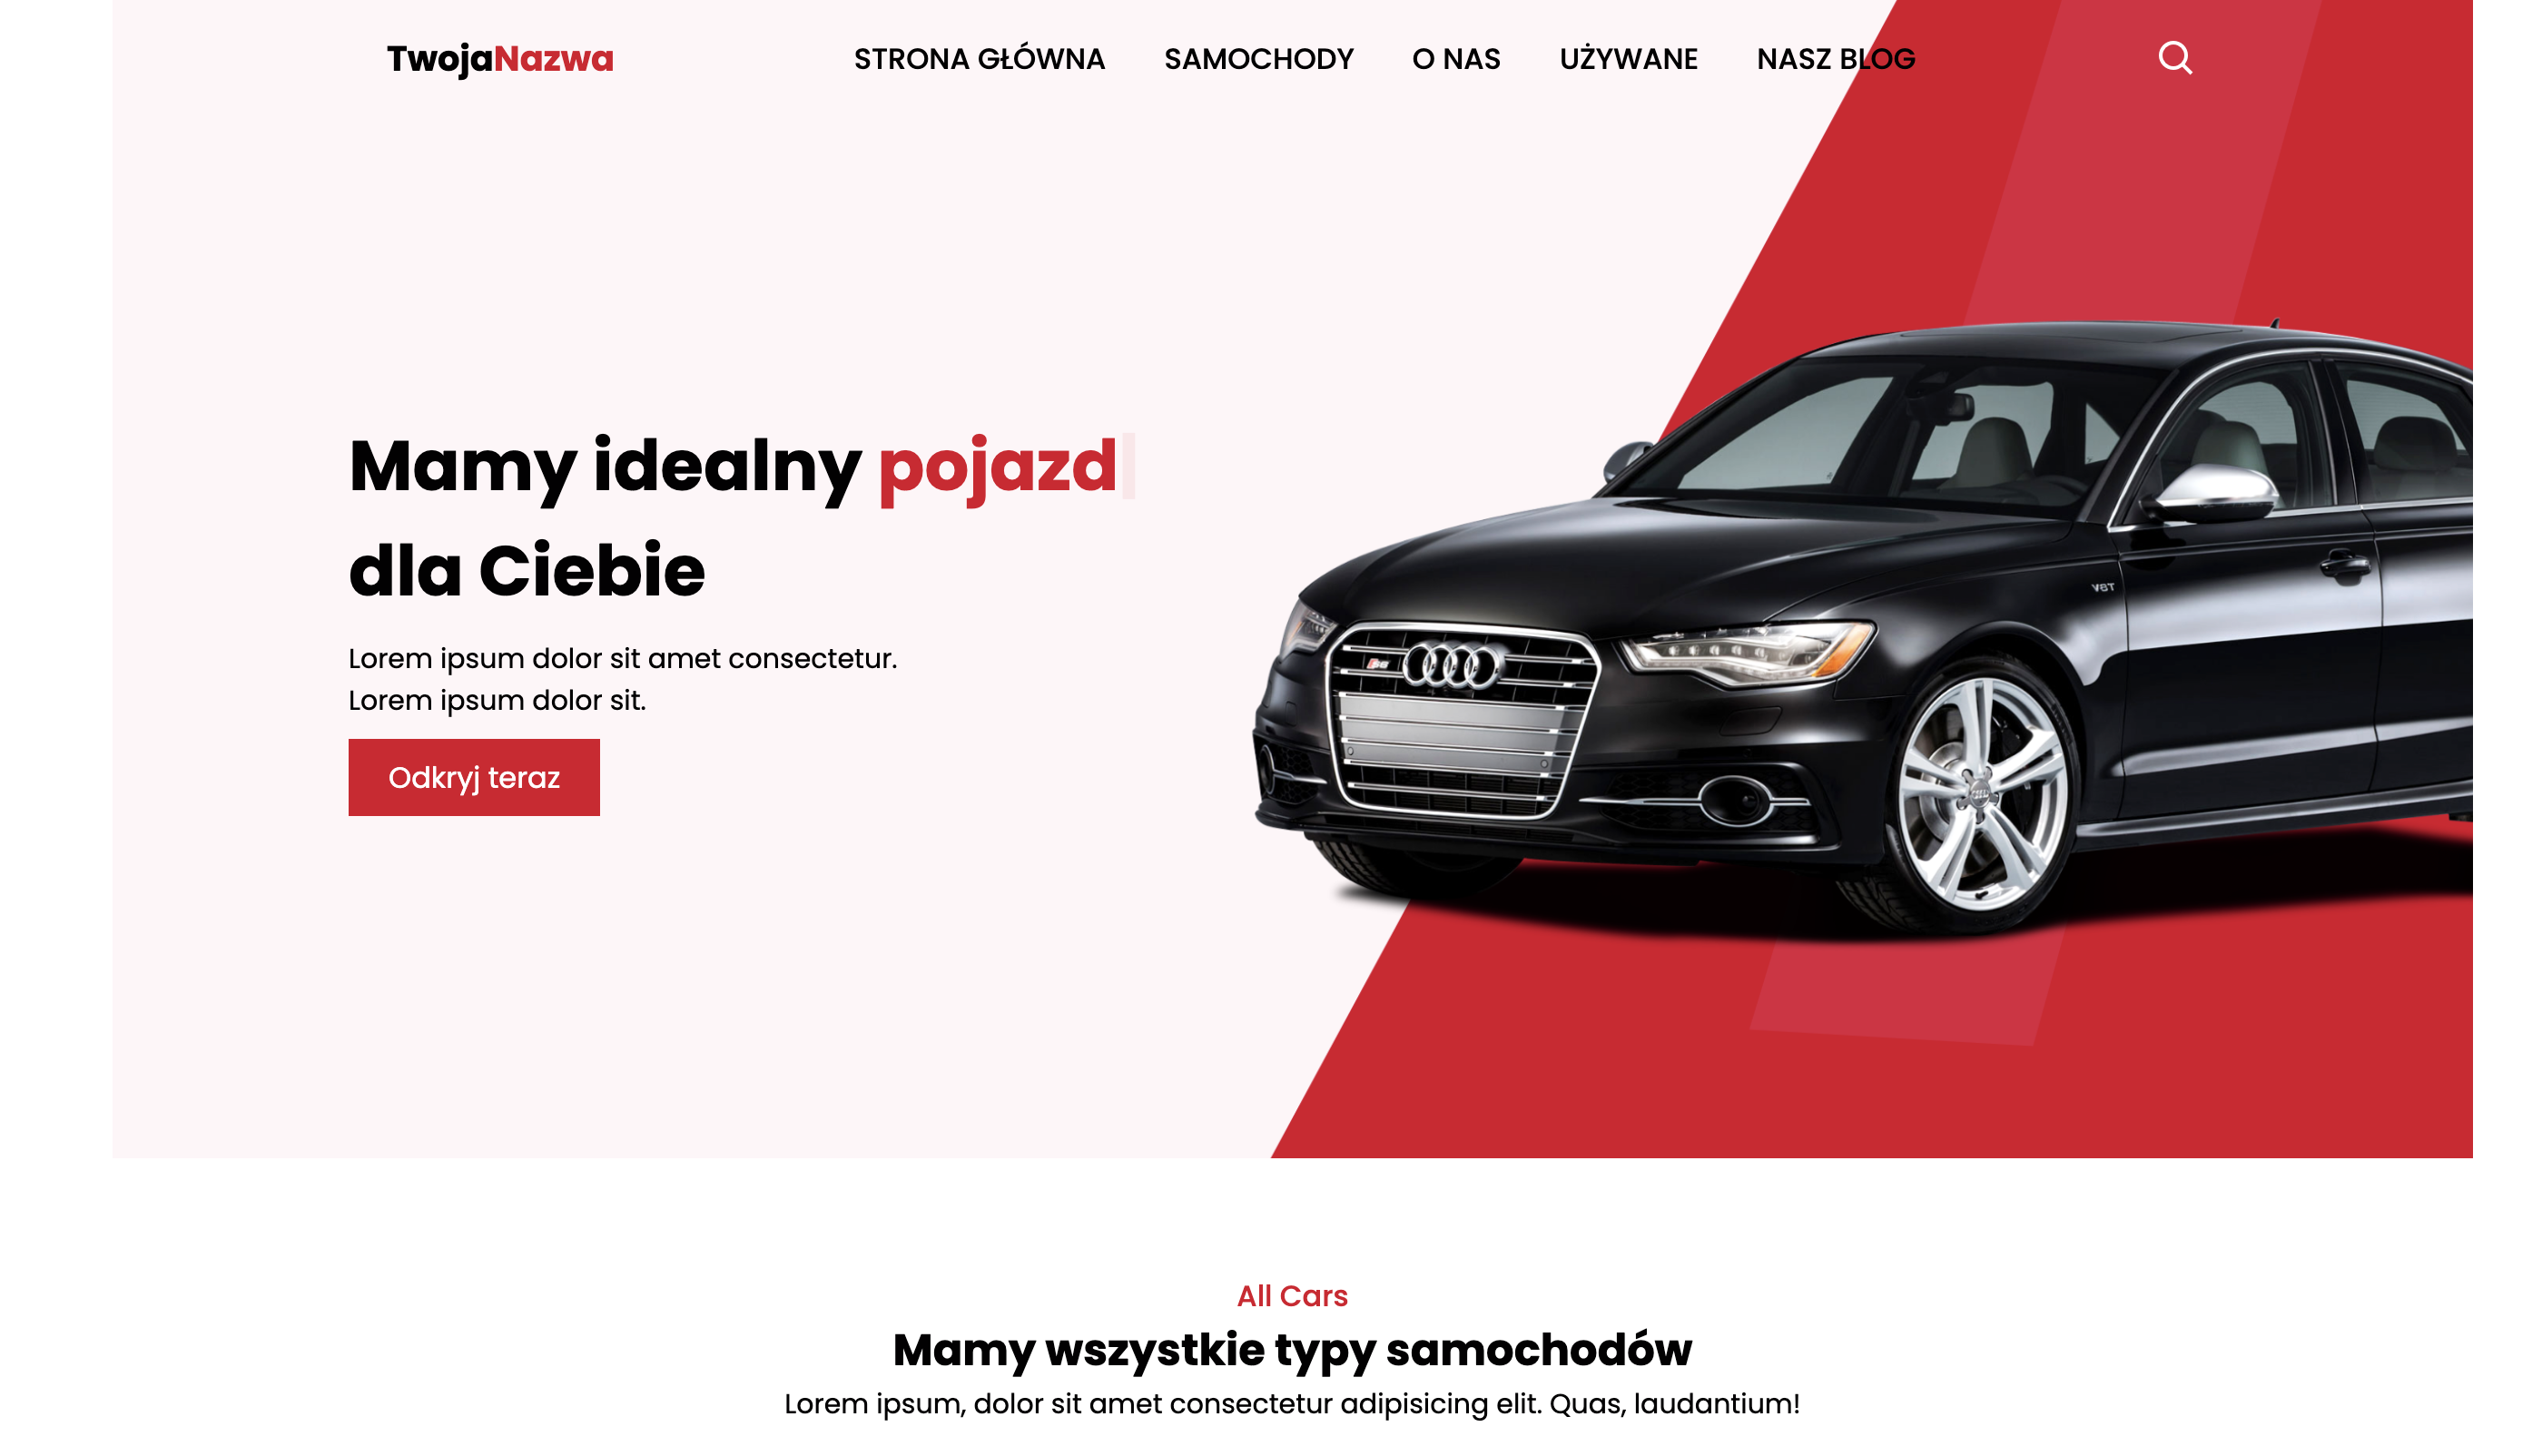 TwojaNazwa
STRONA GŁÓWNA SAMOCHODY O NAS UŻYWANE NASZ BLOG
Mamy idealny pojazd
dla Ciebie
Lorem ipsum dolor sit amet consectetur.
Lorem ipsum dolor sit.
Odkryj teraz
S6
V8T
All Cars
Mamy wszystkie typy samochodów
Lorem ipsum, dolor sit amet consectetur adipisicing elit. Quas, laudantium!